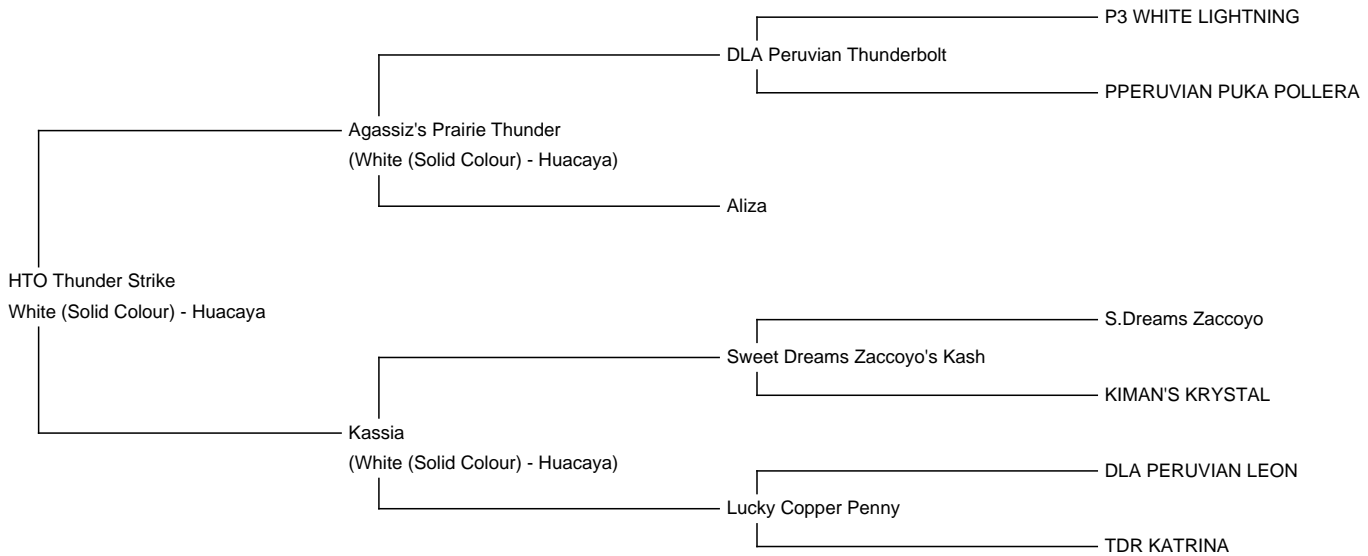 P3 WHITE LIGHTNING
DLA Peruvian Thunderbolt
PPERUVIAN PUKA POLLERA
Agassiz's Prairie Thunder
(White (Solid Colour) - Huacaya)
Aliza
HTO Thunder Strike
White (Solid Colour) - Huacaya
S.Dreams Zaccoyo
Sweet Dreams Zaccoyo's Kash
KIMAN'S KRYSTAL
Kassia
(White (Solid Colour) - Huacaya)
DLA PERUVIAN LEON
Lucky Copper Penny
TDR KATRINA